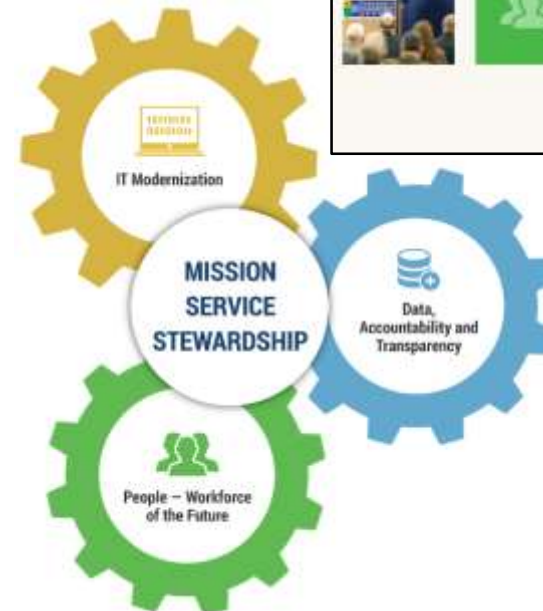 IT Modernization
MISSION
SERVICE
STEWARDSHIP
Data,
Accountability and
Transparency
People – Workforce
of the Future